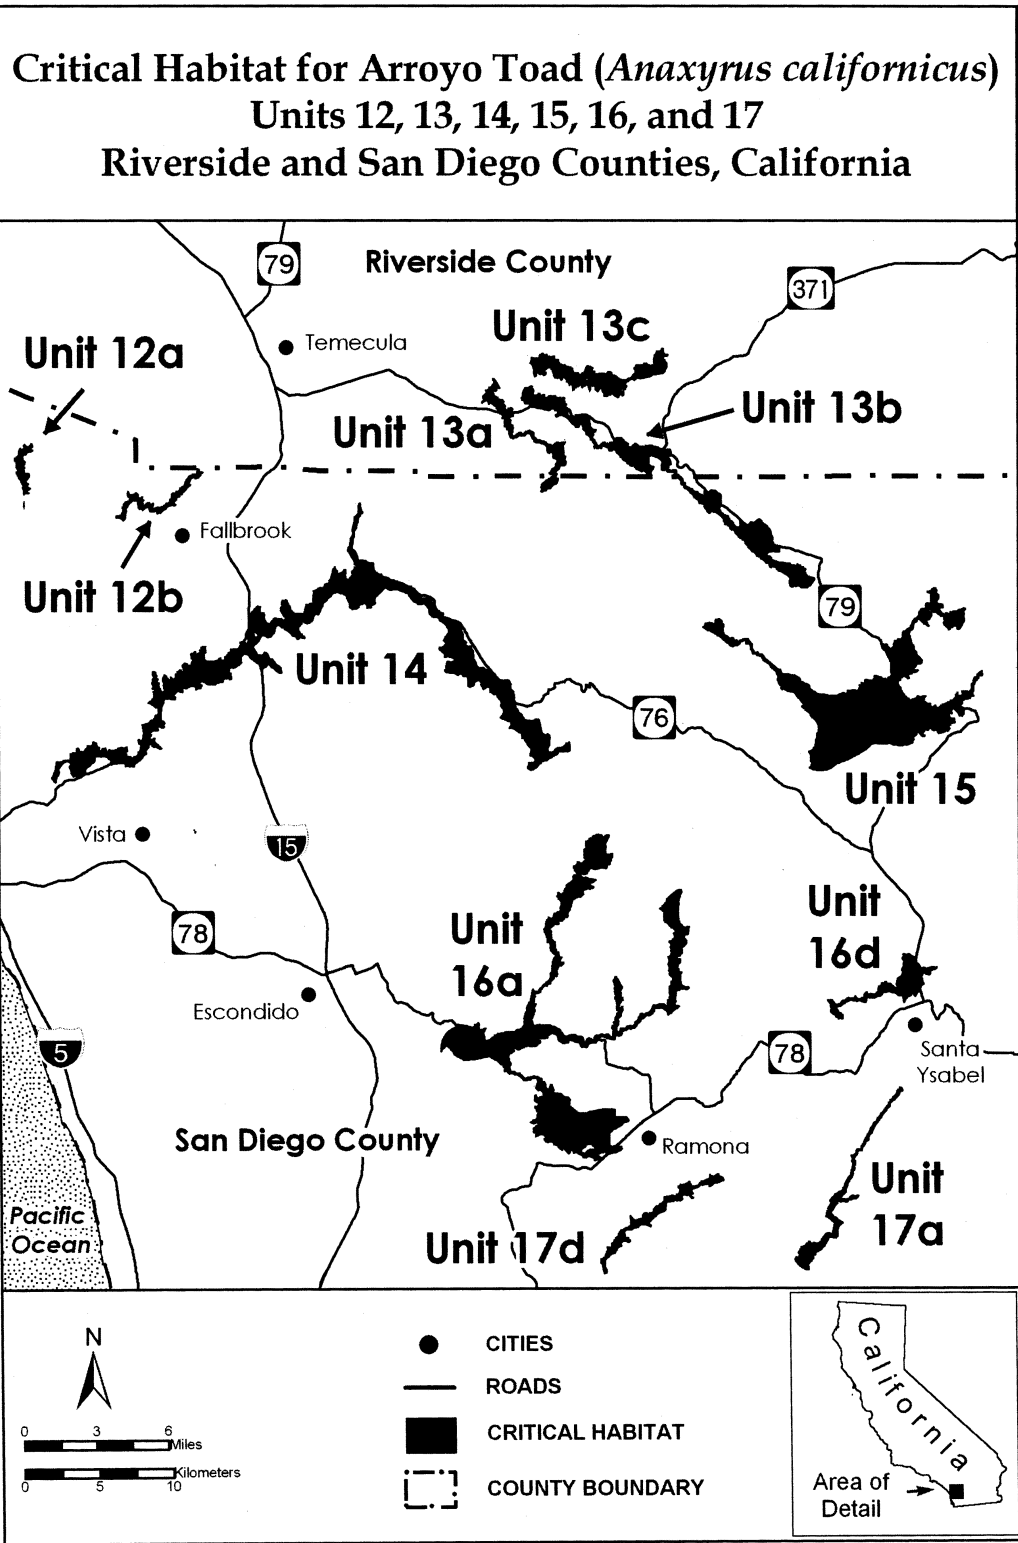 Critical Habitat for Arroyo Toad (Anaxyrus californicus)
Units 12, 13, 14, 15, 16, and 17
Riverside and San Diego Counties, California
79
Riverside County
371
Unit 13c
Temecula
Unit 12a
Unit 13b
Unit 13a
Fallbrook
Unit 12b
79
Unit 14
76
Unit 15
Vista
15
Unit
16a
Unit
16d
78
Escondido
5
78
Santa
Ysabel
San Diego County
Ramona
Unit
17a
Pacific
Ocean
Unit 17d
N
0 3 6
Miles
Kilometers
0 5 10
CITIES
ROADS
CRITICAL HABITAT
COUNTY BOUNDARY
California
Area of
Detail